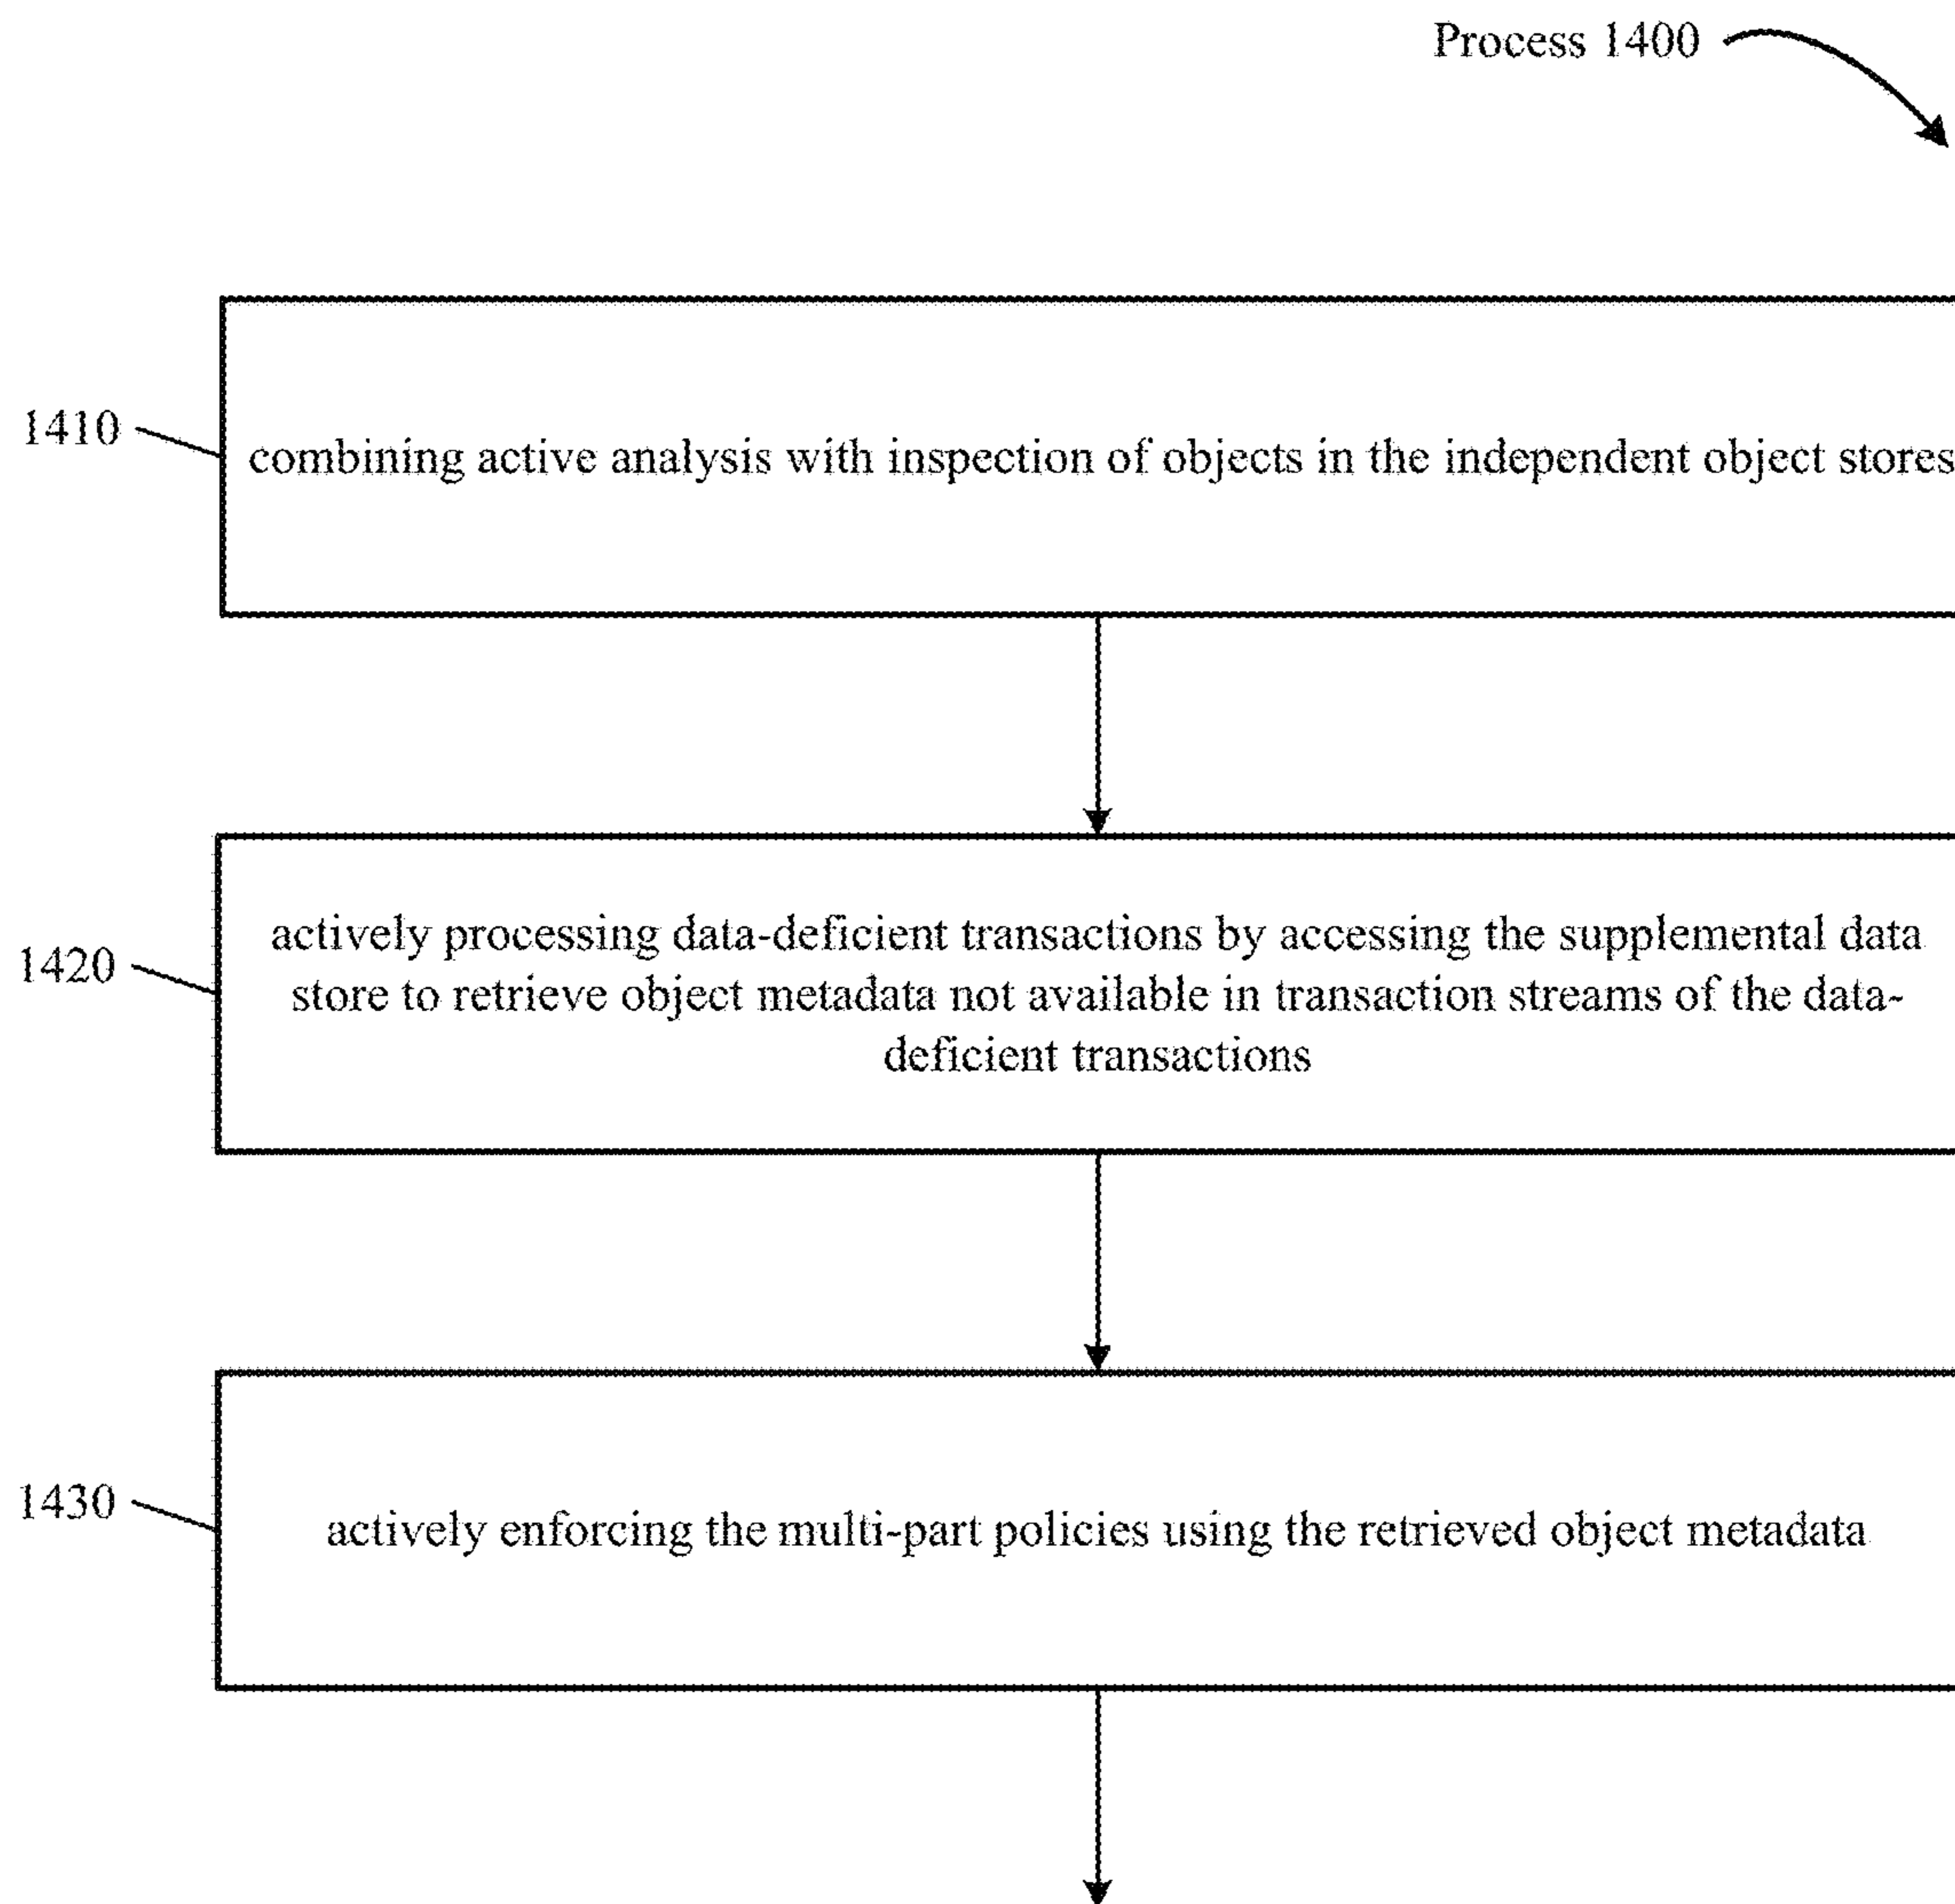 Process 1400
1410
combining active analysis with inspection of objects in the independent object stores
1420
actively processing data-deficient transactions by accessing the supplemental data
store to retrieve object metadata not available in transaction streams of the data-
deficient transactions
1430
actively enforcing the multi-part policies using the retrieved object metadata